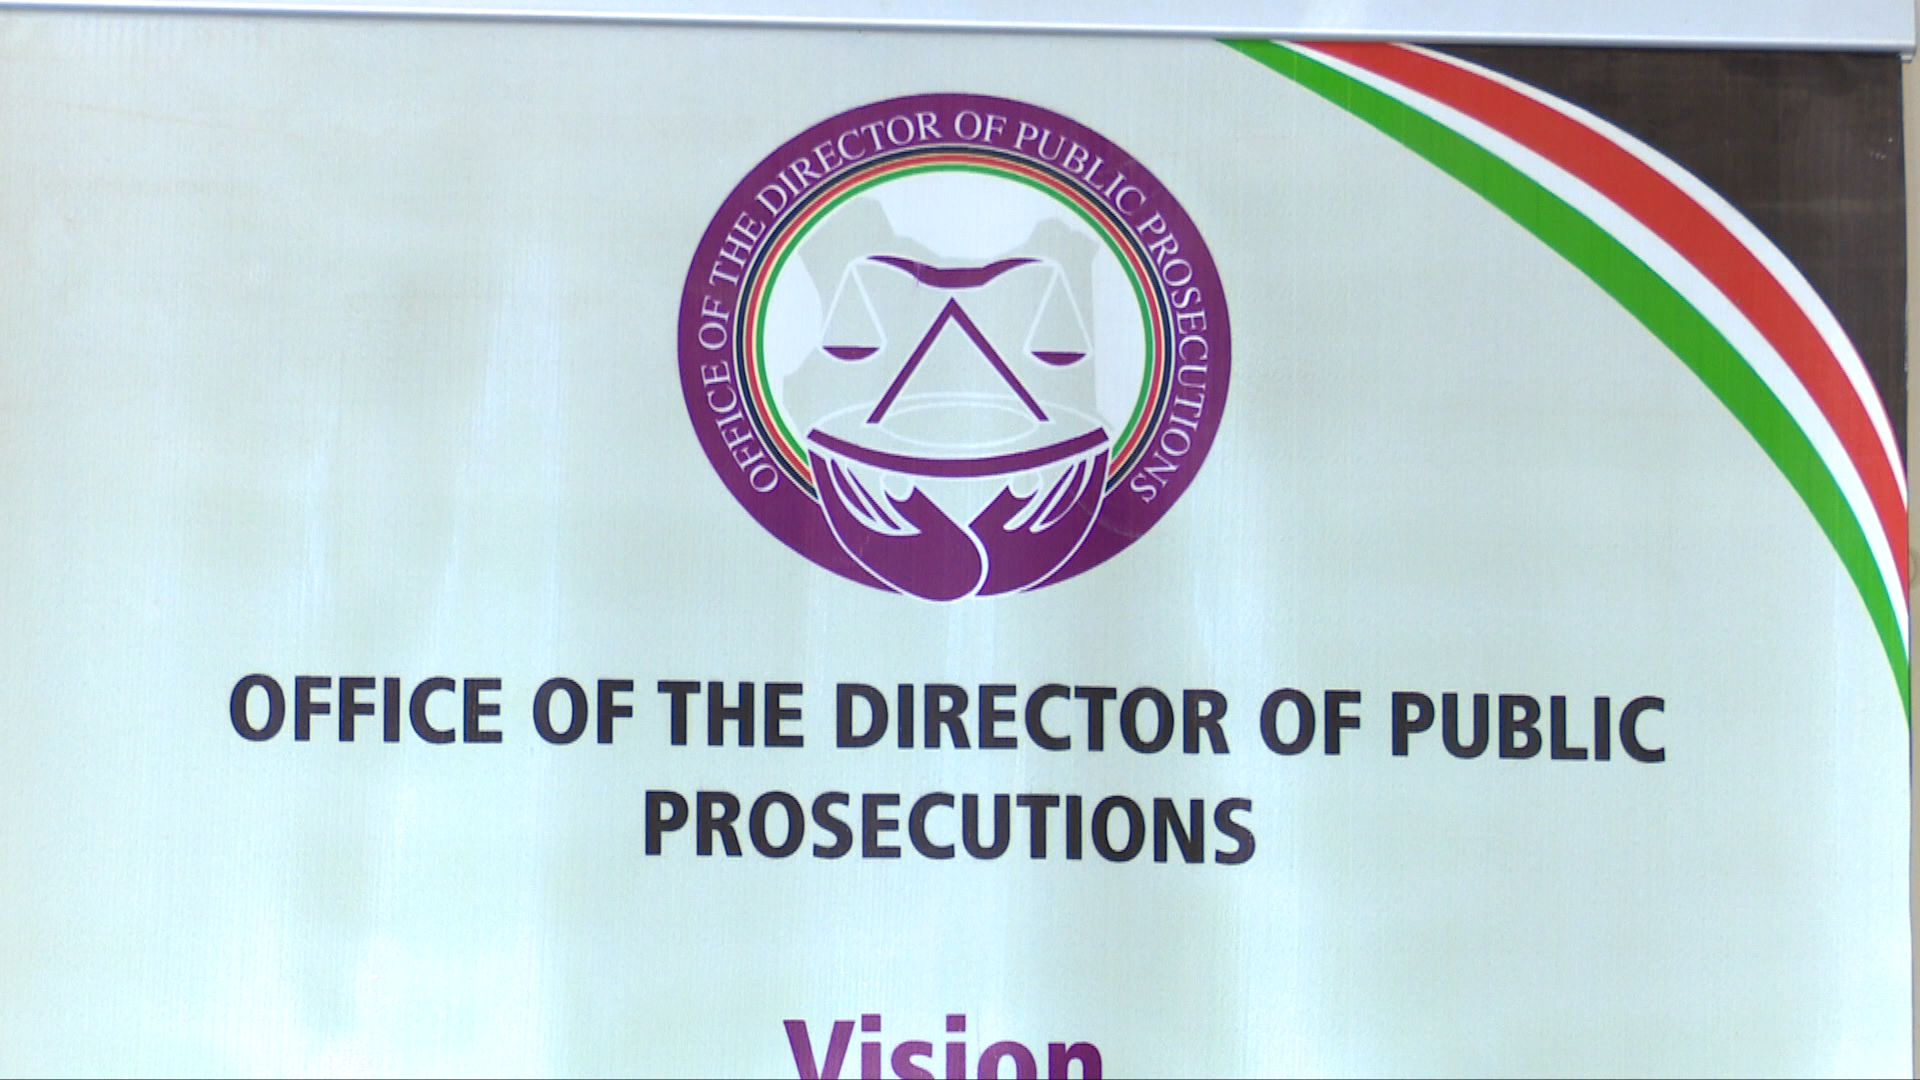 OFFICE OF THE DIRECTOR OF PUBLIC PROSECUTIONS
OFFICE OF THE DIRECTOR OF PUBLIC
PROSECUTIONS
Vision